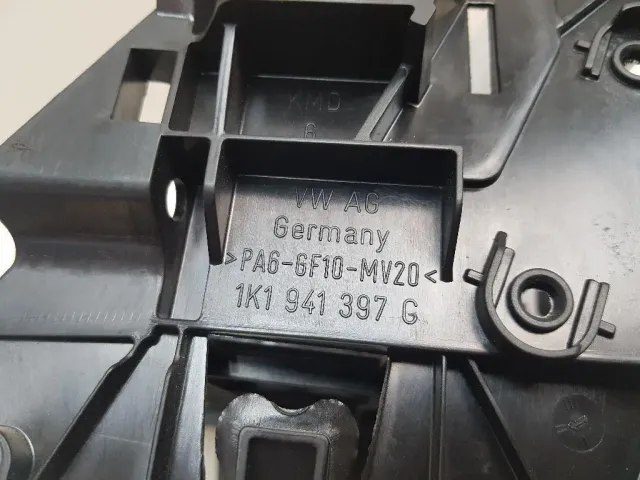 KMD
B
VW AG
Germany
>PA6-GF10-MV20<
1K1 941 397 G